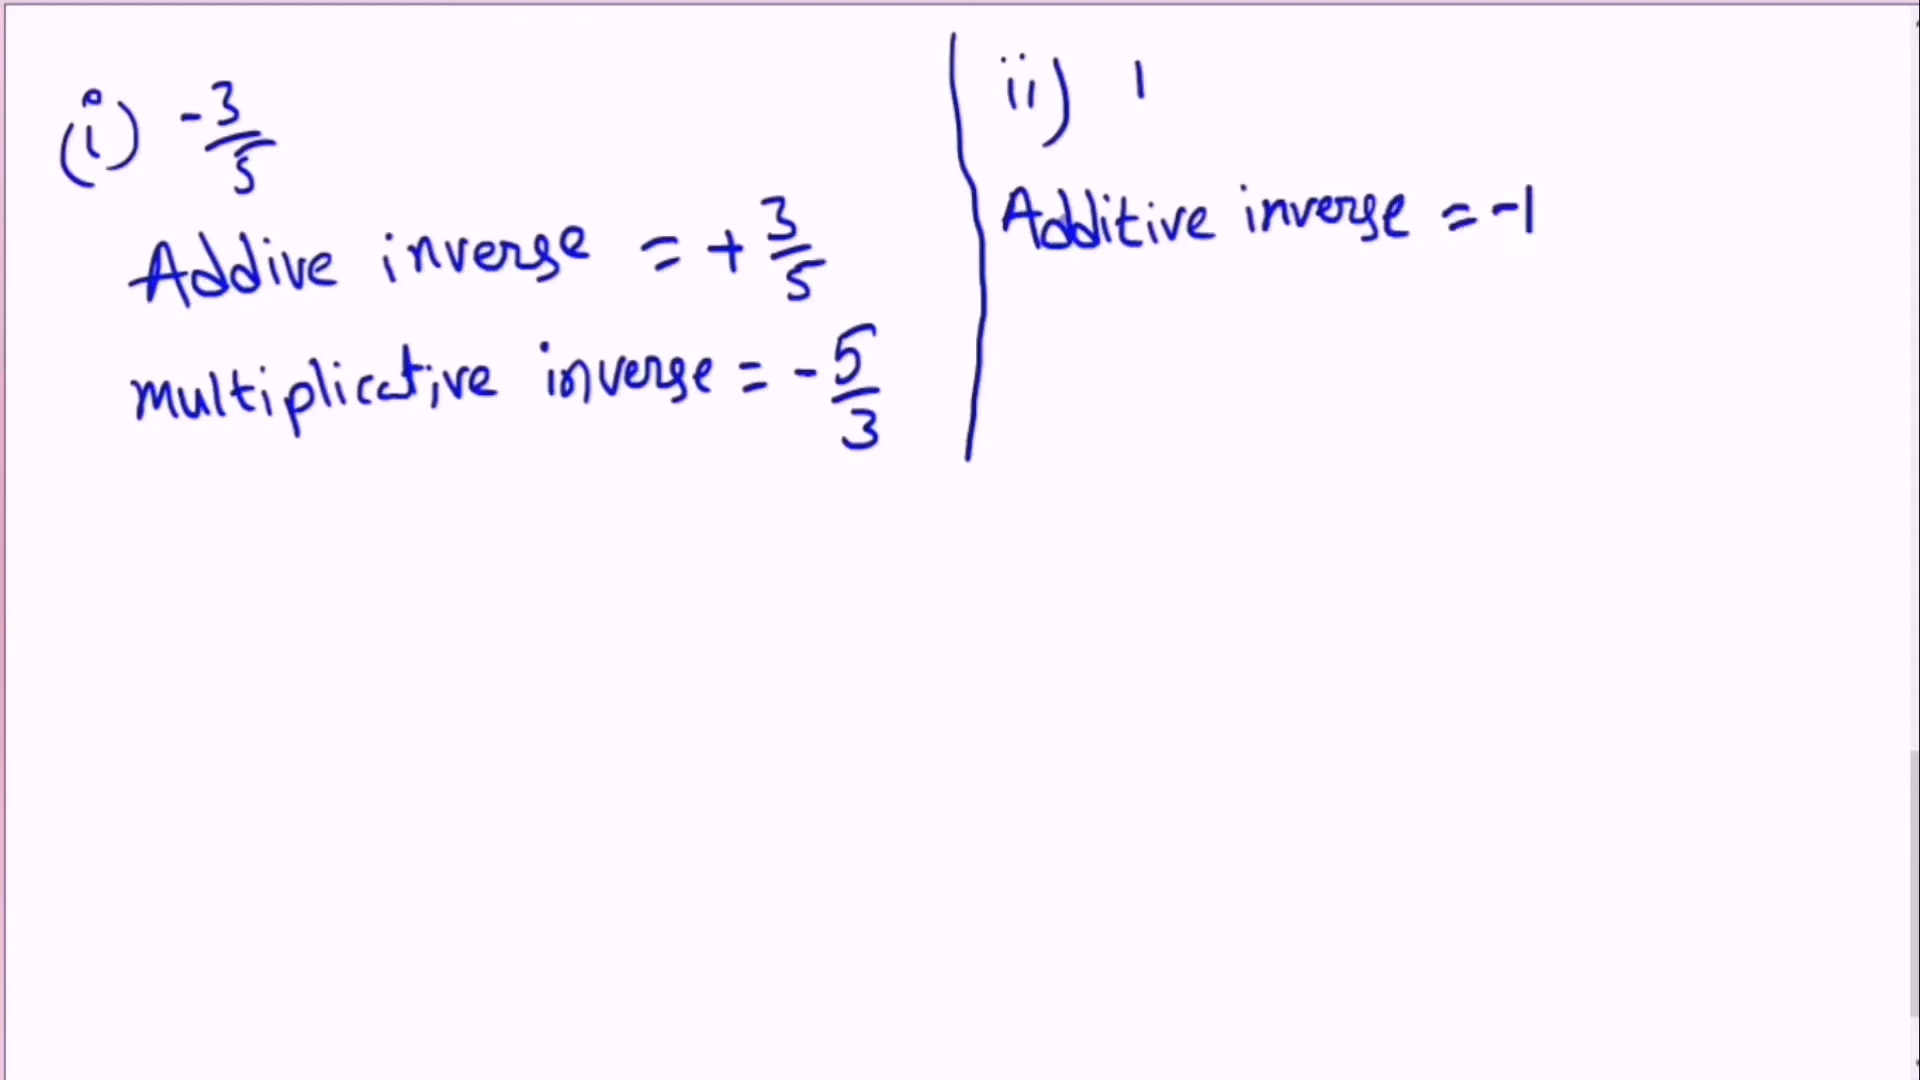 (i) -3/5
Addive inverse = + 3/5
multiplicative inverse = - 5/3
ii) 1
Additive inverse = -1